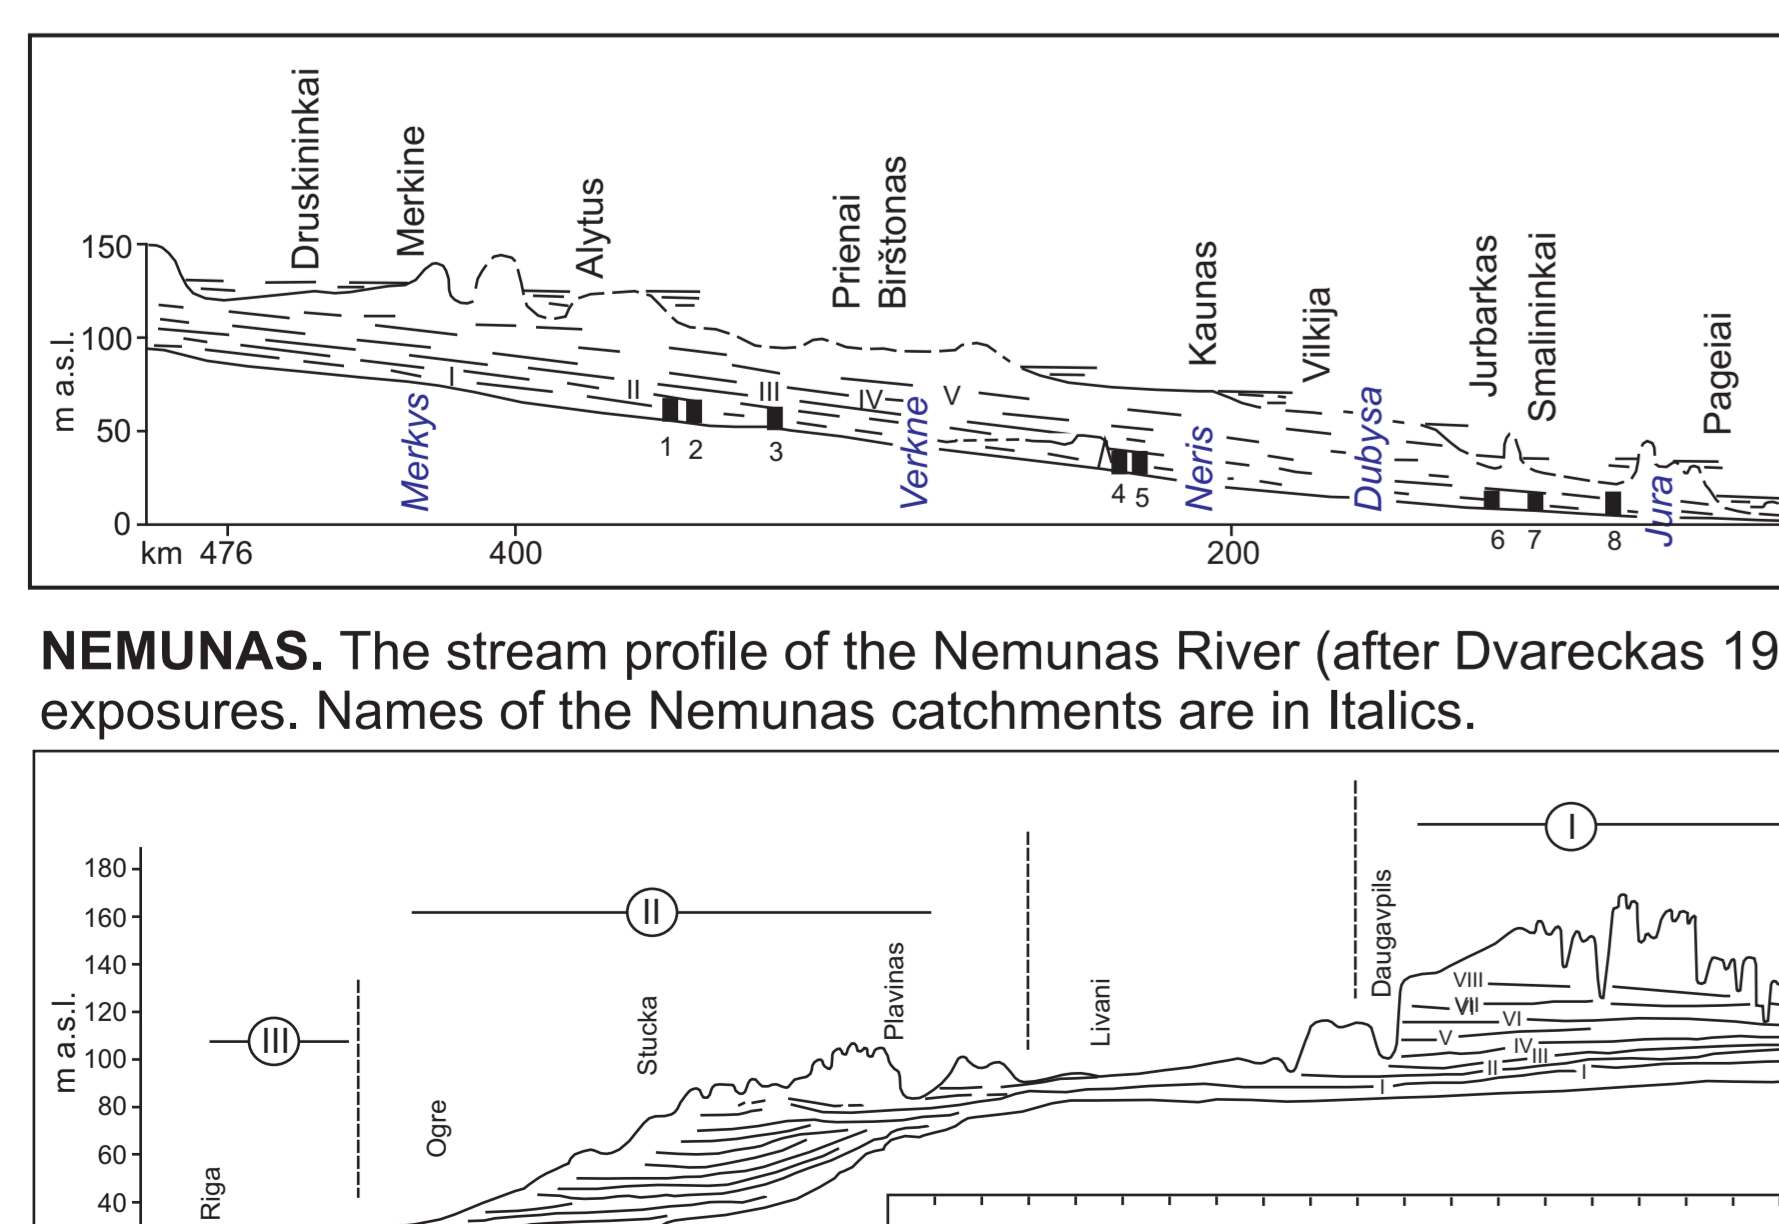 Druskininkai
Merkine
Alytus
Prienai
Birštonas
Kaunas
Vilkija
Jurbarkas
Smalininkai
Pageiai
m a.s.l.
150
100
50
0
I
II
III
IV
V
Merkys
Verkne
Neris
Dubysa
Jura
1 2 3 4 5 6 7 8
km 476 400 200
NEMUNAS. The stream profile of the Nemunas River (after Dvareckas 19
exposures. Names of the Nemunas catchments are in Italics.
m a.s.l.
180
160
140
120
100
80
60
40
III
II
I
Riga
Ogre
Stucka
Plavinas
Livani
Daugavpils
VIII
VII
VI
V
IV
III
II
I
I